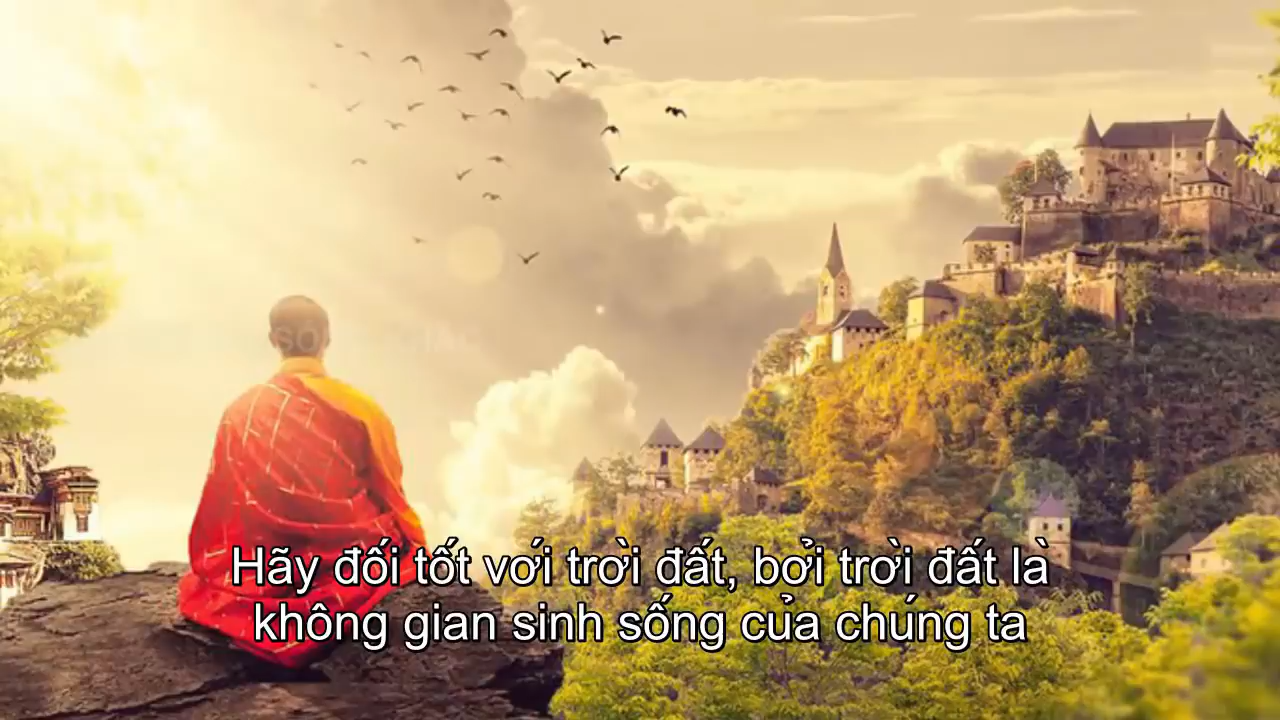 Hãy đối tốt với trời đất, bởi trời đất là
không gian sinh sống của chúng ta